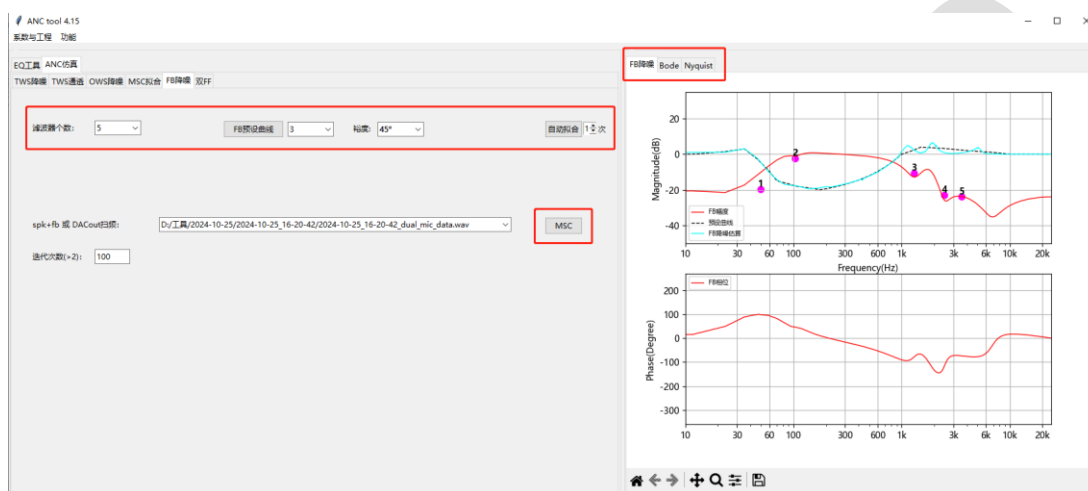 ANC tool 4.15
系数与工程 功能
EQ工具 ANC仿真
TWS降噪 TWS通透 OWS降噪 MSC拟合 FB降噪 双FF
滤波器个数: 5 FB预设曲线 3 裕度: 45° 自动拟合 1 次
spk+fb 或 DACout扫频: D:/工具/2024-10-25/2024-10-25_16-20-42/2024-10-25_16-20-42_dual_mic_data.wav MSC
迭代次数(>2): 100
FB降噪 Bode Nyquist
Magnitude(dB)
20
0
-20
-40
1
2
3
4
5
FB幅度
预设曲线
FB降噪估算
10 30 60 100 300 600 1k 3k 6k 10k 20k
Frequency(Hz)
Phase(Degree)
200
100
0
-100
-200
-300
FB相位
10 30 60 100 300 600 1k 3k 6k 10k 20k